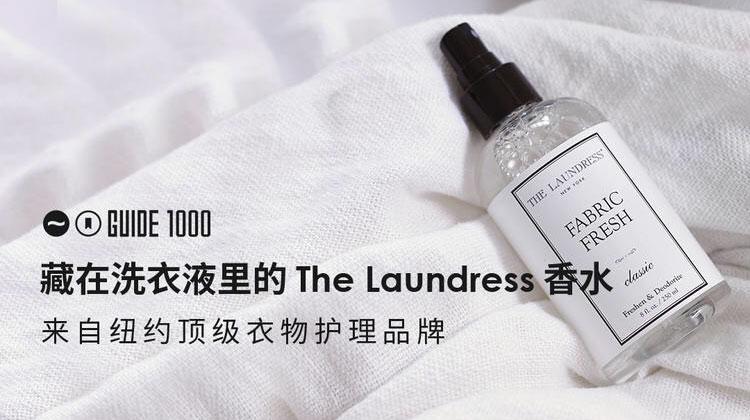 GUIDE 1000
藏在洗衣液里的 The Laundress 香水
来自纽约顶级衣物护理品牌
THE LAUNDRESS
NEW YORK
FABRIC
FRESH
classic
Freshen & Deodorize
8 fl. oz. / 250 ml